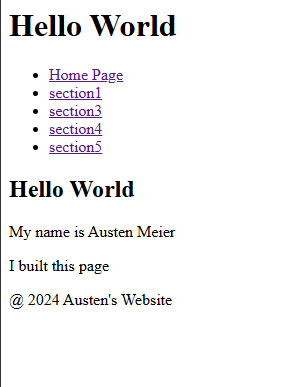 Hello World
Home Page
section1
section3
section4
section5
Hello World
My name is Austen Meier
I built this page
@ 2024 Austen's Website